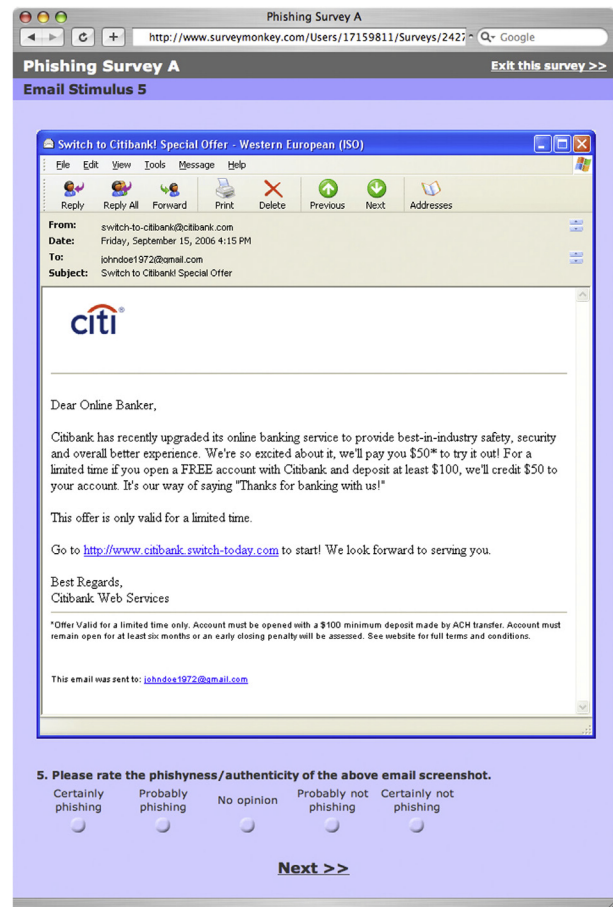 Phishing Survey A
http://www.surveymonkey.com/Users/17159811/Surveys/2427
Google
Phishing Survey A
Exit this survey >>
Email Stimulus 5
Switch to Citibank! Special Offer - Western European (ISO)
File Edit View Tools Message Help
Reply Reply All Forward Print Delete Previous Next Addresses
From: switch-to-citibank@citibank.com
Date: Friday, September 15, 2006 4:15 PM
To: johndoe1972@gmail.com
Subject: Switch to Citibank! Special Offer
citi®
Dear Online Banker,
Citibank has recently upgraded its online banking service to provide best-in-industry safety, security
and overall better experience. We're so excited about it, we'll pay you $50* to try it out! For a
limited time if you open a FREE account with Citibank and deposit at least $100, we'll credit $50 to
your account. It's our way of saying "Thanks for banking with us!"
This offer is only valid for a limited time.
Go to http://www.citibank.switch-today.com to start! We look forward to serving you.
Best Regards,
Citibank Web Services
*Offer Valid for a limited time only. Account must be opened with a $100 minimum deposit made by ACH transfer. Account must
remain open for at least six months or an early closing penalty will be assessed. See website for full terms and conditions.
This email was sent to: johndoe1972@gmail.com
5. Please rate the phishyness/authenticity of the above email screenshot.
Certainly phishing
Probably phishing
No opinion
Probably not phishing
Certainly not phishing
Next >>